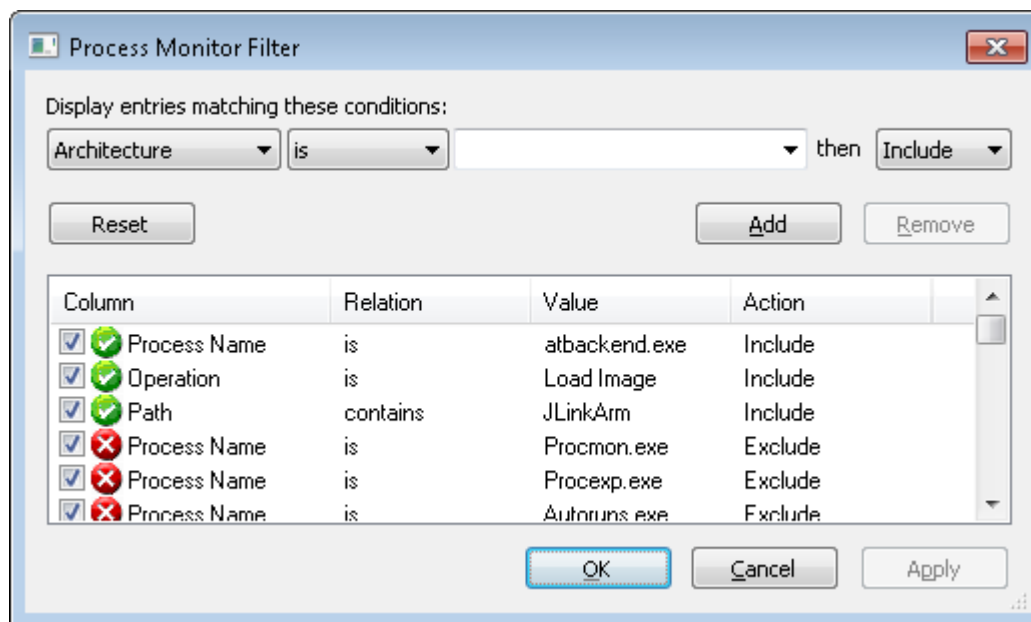 Process Monitor Filter
Display entries matching these conditions:
Architecture is then Include
Reset Add Remove
Column Relation Value Action
Process Name is atbackend.exe Include
Operation is Load Image Include
Path contains JLinkArm Include
Process Name is Procmon.exe Exclude
Process Name is Procexp.exe Exclude
Process Name is Autoruns.exe Exclude
OK Cancel Apply